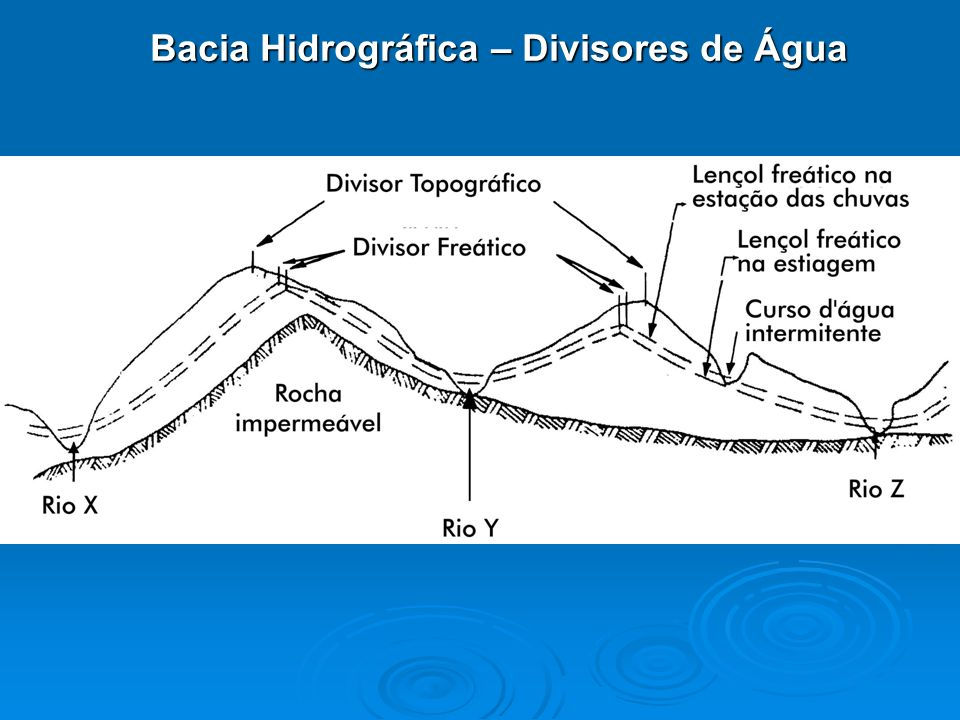 Bacia Hidrográfica – Divisores de Água
Divisor Topográfico
Lençol freático na
estação das chuvas
Divisor Freático
Lençol freático
na estiagem
Curso d'água
intermitente
Rocha
impermeável
Rio X
Rio Y
Rio Z